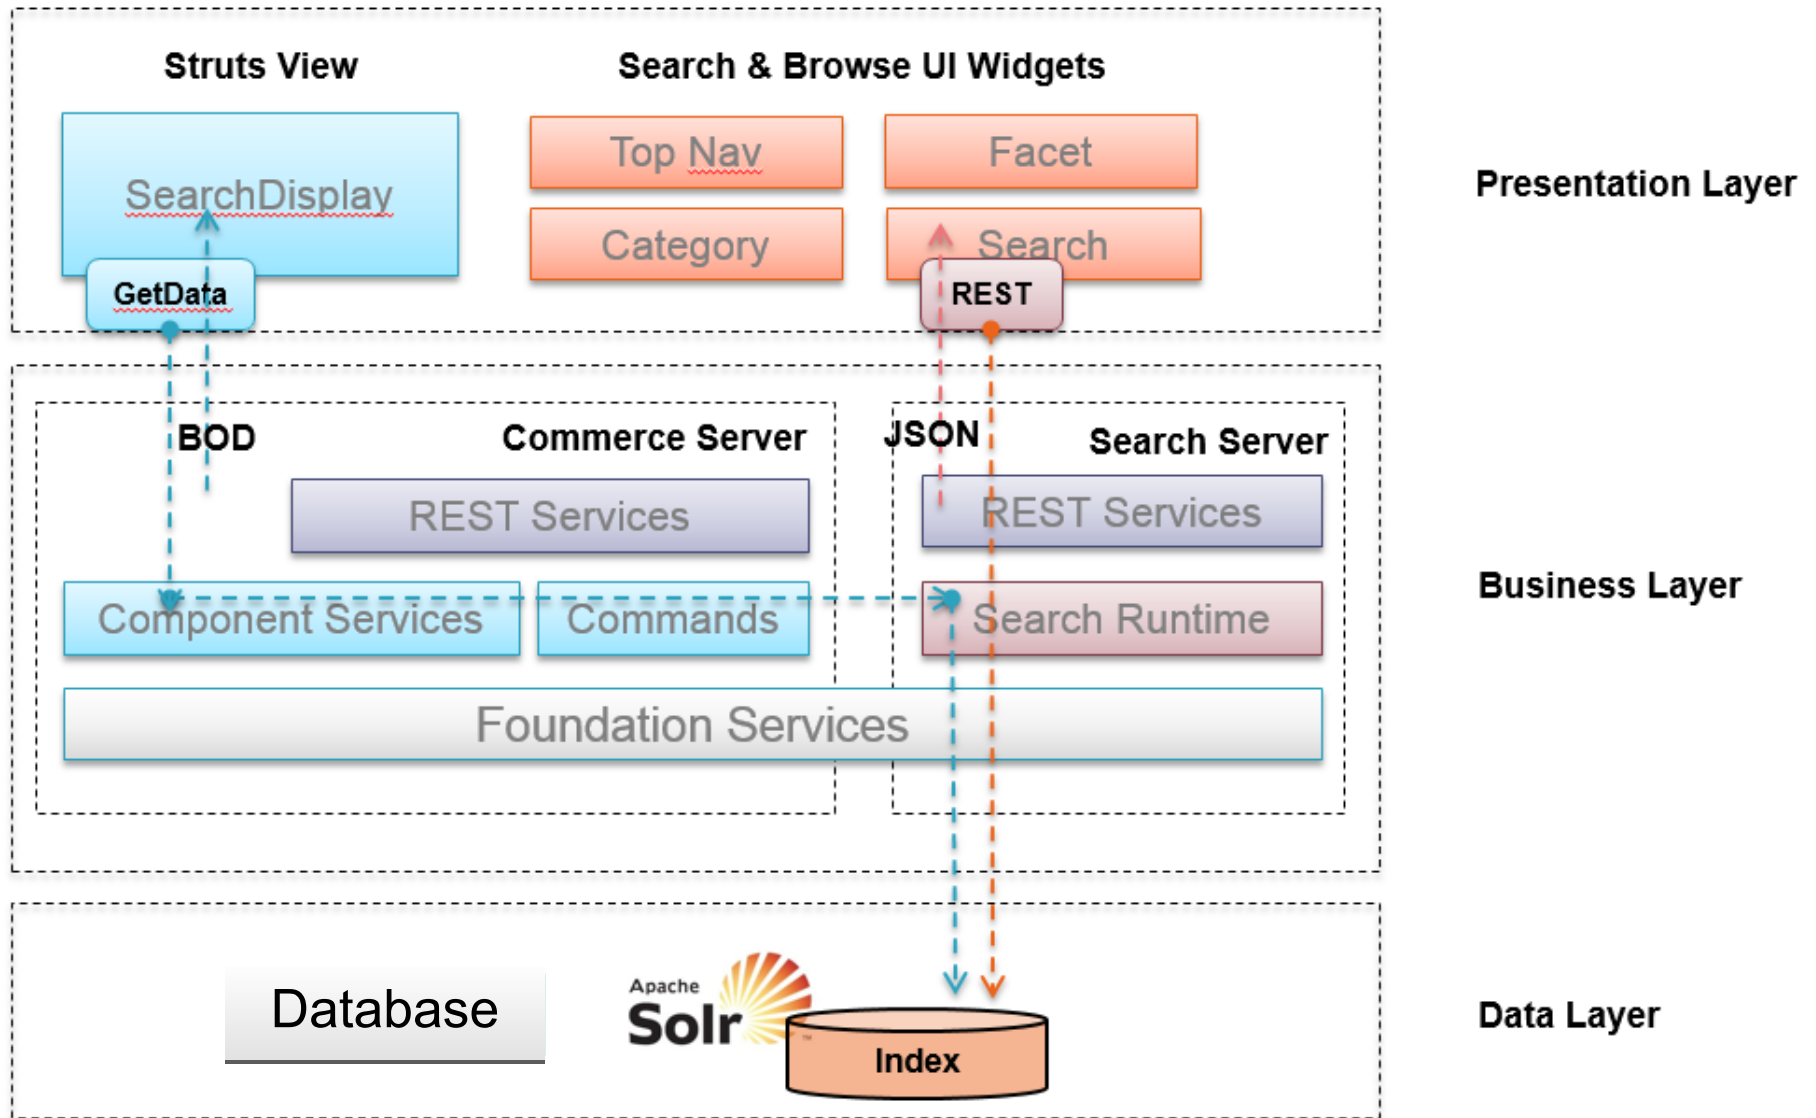 Struts View
Search & Browse UI Widgets
SearchDisplay
Top Nav
Facet
Category
Search
GetData
REST
Presentation Layer
BOD
Commerce Server
JSON
Search Server
REST Services
REST Services
Component Services
Commands
Search Runtime
Foundation Services
Business Layer
Database
Apache
Solr™
Index
Data Layer